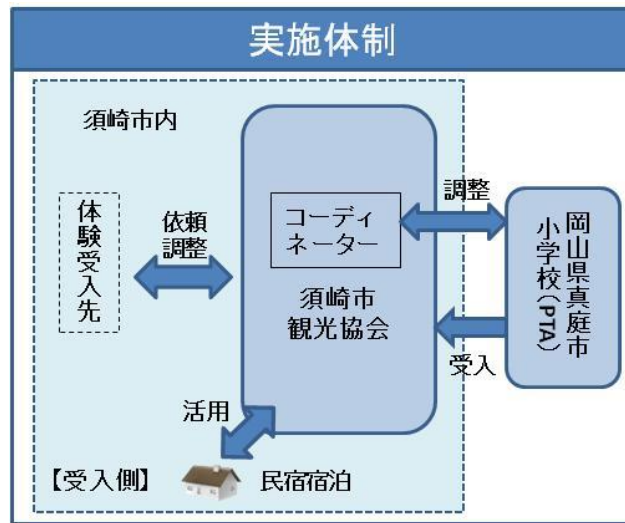 実施体制
須崎市内
体験受入先
依頼
調整
コーディ
ネーター
須崎市
観光協会
調整
受入
岡山県真庭市
小学校(PTA)
活用
【受入側】
民宿宿泊